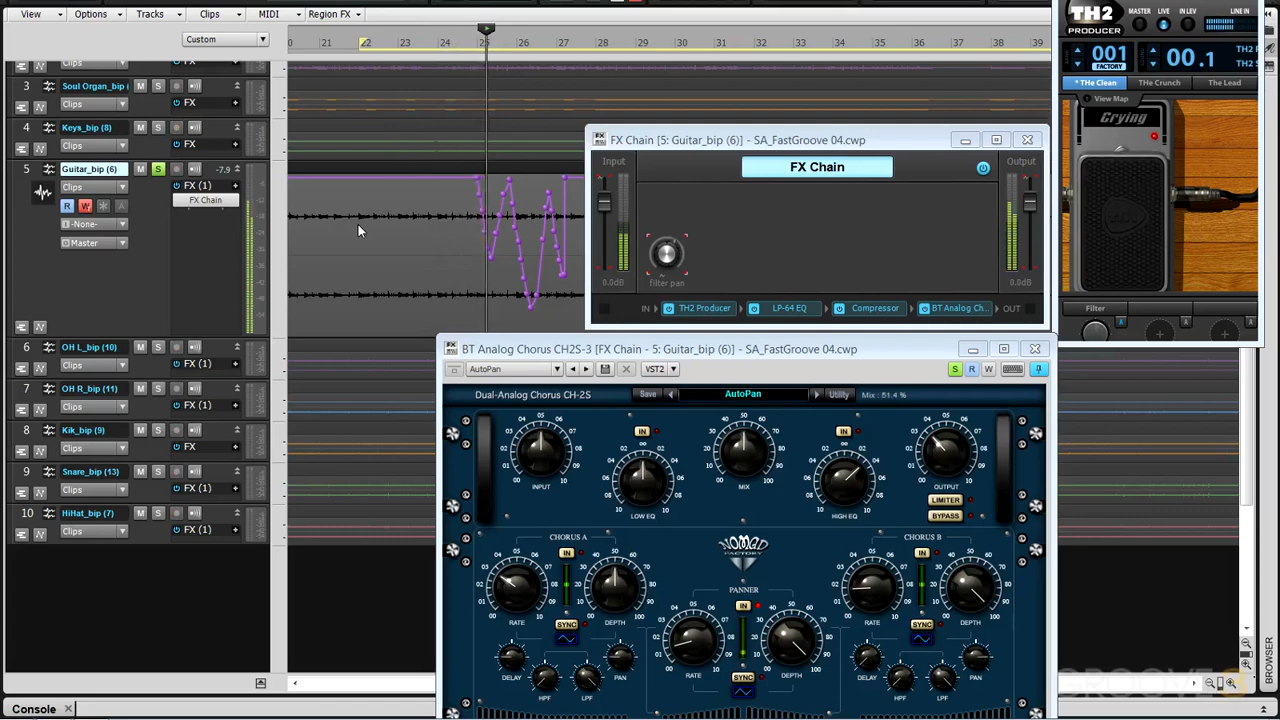 View Options Tracks Clips MIDI Region FX
Custom
21 22 23 24 25 26 27 28 29 30 31 32 33 34 35 36 37 38 39
Clips FX
3 Soul Organ_bip ( M S
Clips FX
4 Keys_bip (8) M S
Clips FX
5 Guitar_bip (6) M S -7.9
Clips FX (1)
R W * A FX Chain
-None-
Master
6 OH L_bip (10) M S
Clips FX (1)
7 OH R_bip (11) M S
Clips FX (1)
8 Kik_bip (9) M S
Clips FX
9 Snare_bip (13) M S
Clips FX (1)
10 HiHat_bip (7) M S
Clips FX (1)
Console
BROWSER
FX Chain [5: Guitar_bip (6)] - SA_FastGroove 04.cwp
Input FX Chain Output
filter pan
0.0dB 0.0dB
IN TH2 Producer LP-64 EQ Compressor BT Analog Ch... OUT
TH2
PRODUCER
MASTER LIVE IN LEV LINE IN
001 00.1 TH2 F
FACTORY TH2 S
*THe Clean THe Crunch The Lead
View Map
Crying
Filter
A A A
BT Analog Chorus CH2S-3 [FX Chain - 5: Guitar_bip (6)] - SA_FastGroove 04.cwp
AutoPan VST2 S R W
Dual-Analog Chorus CH-2S Save AutoPan Utility Mix : 51.4 %
IN IN
INPUT LOW EQ MIX HIGH EQ OUTPUT
LIMITER
BYPASS
CHORUS A NOMAD FACTORY CHORUS B
IN IN
PANNER
IN
RATE SYNC DEPTH RATE SYNC DEPTH
RATE SYNC DEPTH
DELAY HPF LPF PAN DELAY HPF LPF PAN
GROOVE